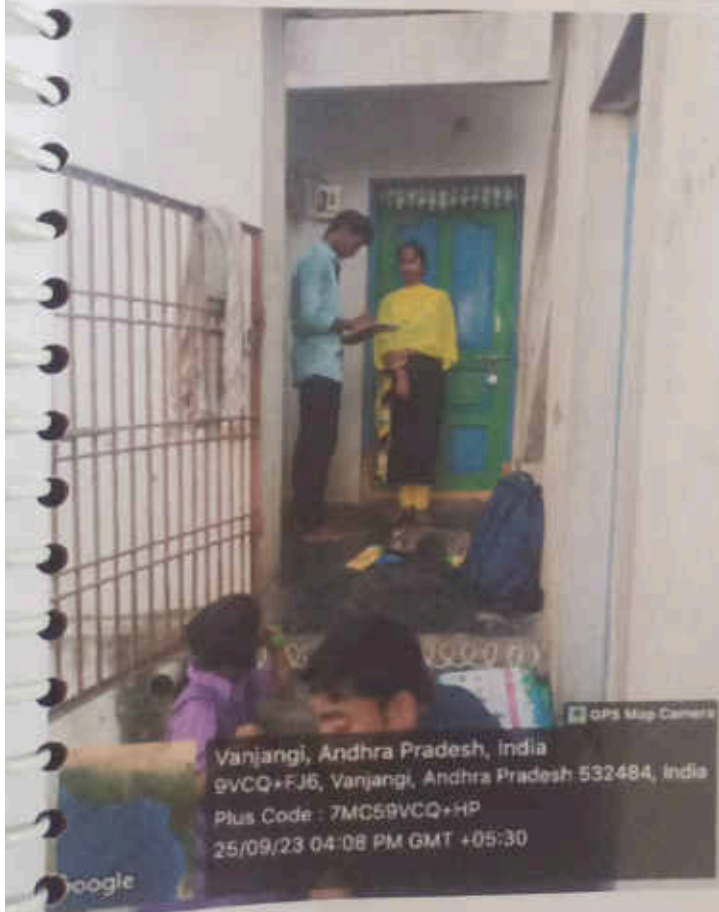 GPS Map Camera
Vanjangi, Andhra Pradesh, India
9VCQ+FJ6, Vanjangi, Andhra Pradesh 532484, India
Plus Code : 7MC59VCQ+HP
25/09/23 04:08 PM GMT +05:30
Google